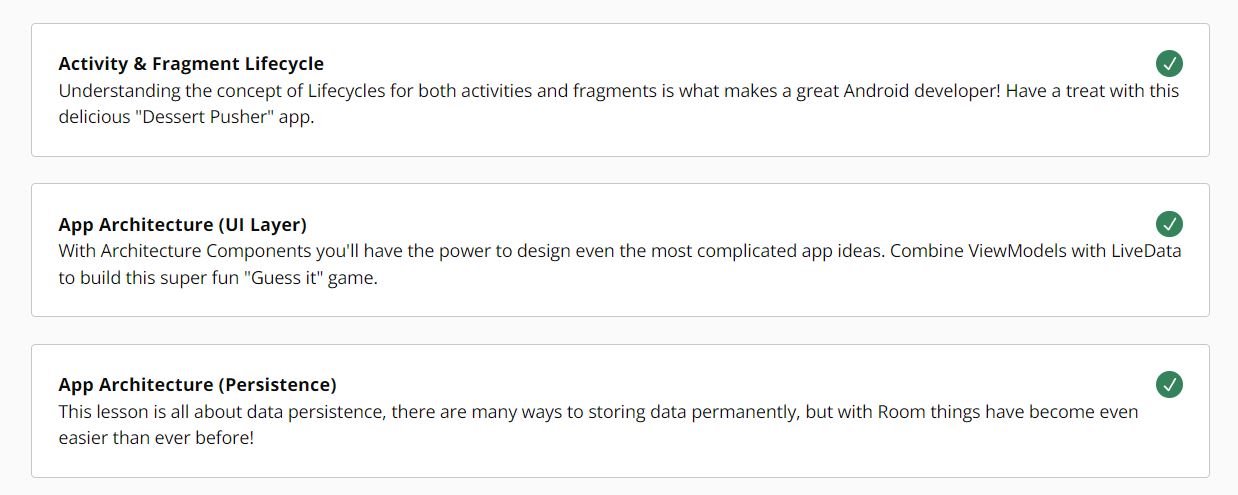 Activity & Fragment Lifecycle
Understanding the concept of Lifecycles for both activities and fragments is what makes a great Android developer! Have a treat with this
delicious "Dessert Pusher" app.
App Architecture (UI Layer)
With Architecture Components you'll have the power to design even the most complicated app ideas. Combine ViewModels with LiveData
to build this super fun "Guess it" game.
App Architecture (Persistence)
This lesson is all about data persistence, there are many ways to storing data permanently, but with Room things have become even
easier than ever before!